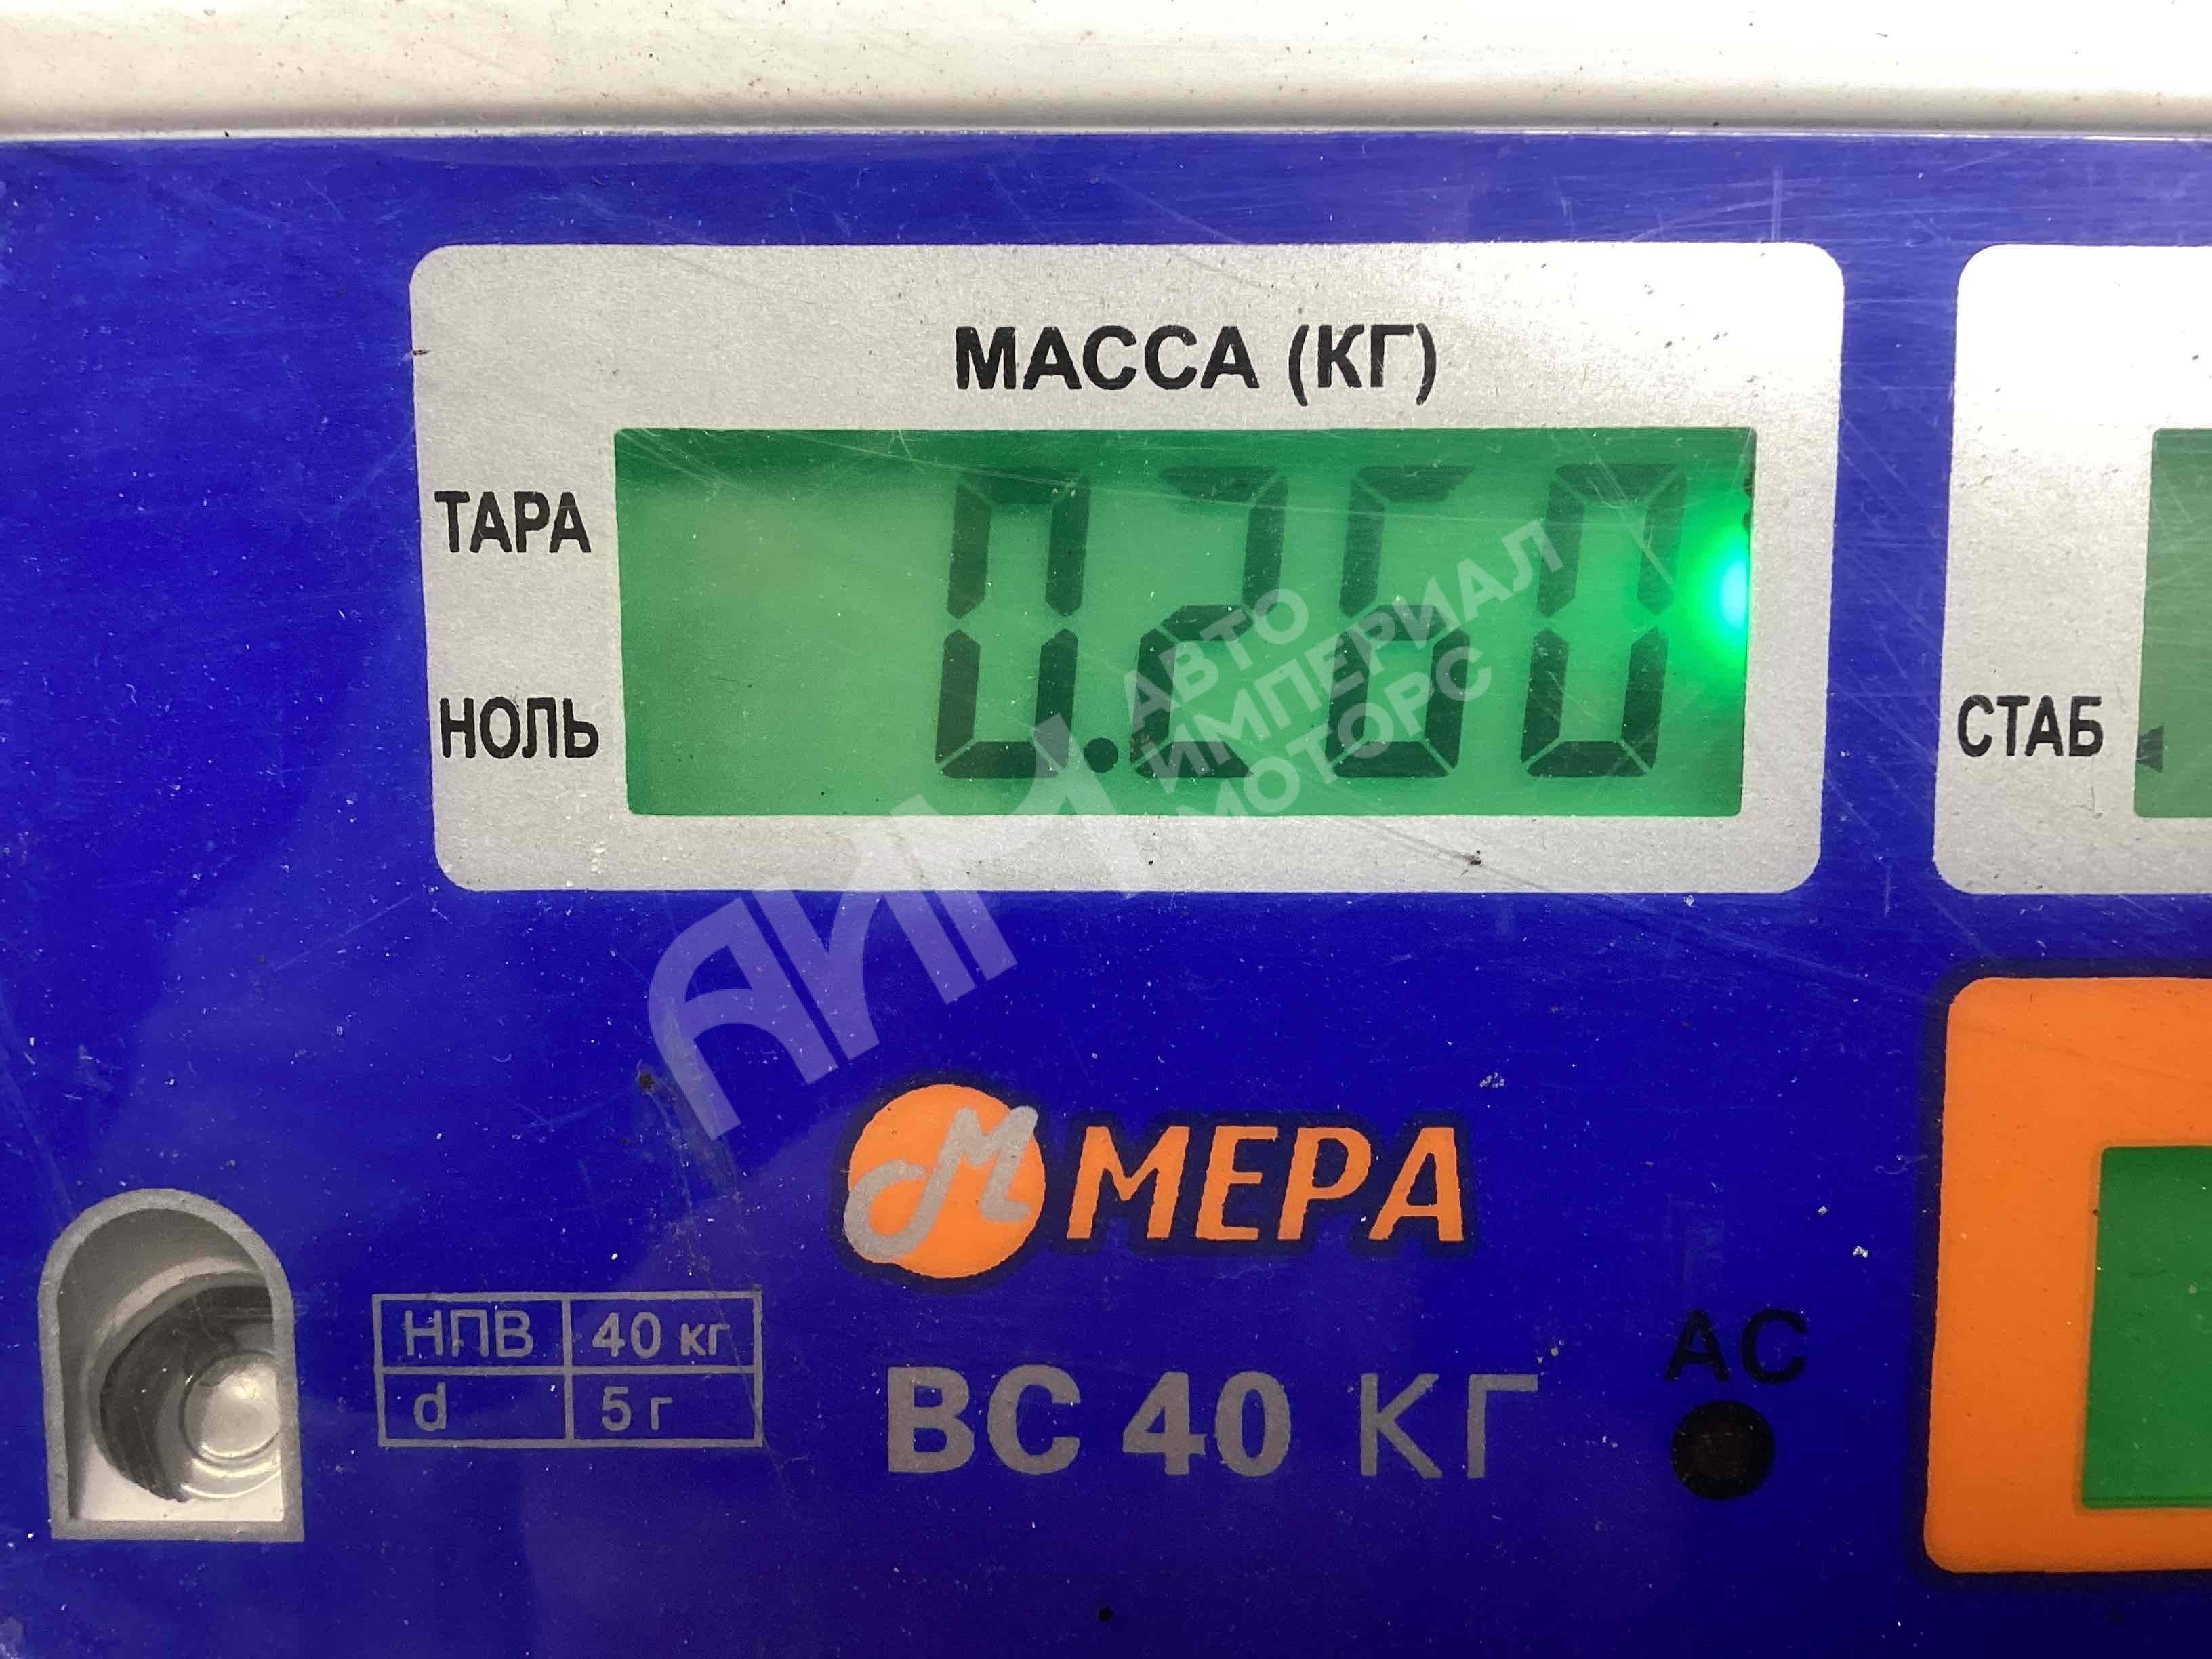 МАССА (КГ)
ТАРА
0.260
НОЛЬ
СТАБ
АИМ
АВТО
ИМПЕРИАЛ
МОТОРС
М МЕРА
НПВ 40 кг
d 5 г
ВС 40 КГ
AC